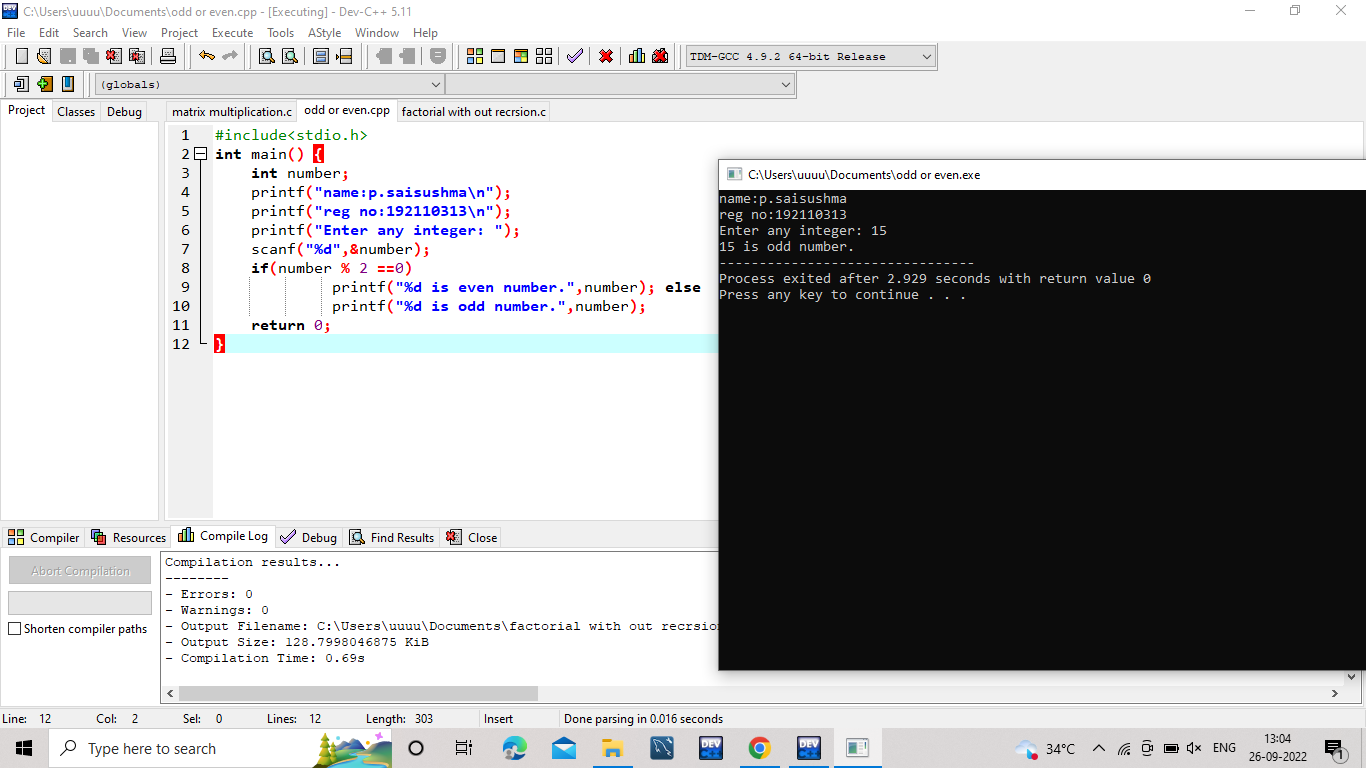 C:\Users\uuuu\Documents\odd or even.cpp - [Executing] - Dev-C++ 5.11
File Edit Search View Project Execute Tools AStyle Window Help
TDM-GCC 4.9.2 64-bit Release
(globals)
Project Classes Debug
matrix multiplication.c odd or even.cpp factorial with out recrsion.c
1 #include<stdio.h>
2 int main() {
3 int number;
4 printf("name:p.saisushma\n");
5 printf("reg no:192110313\n");
6 printf("Enter any integer: ");
7 scanf("%d",&number);
8 if(number % 2 ==0)
9 printf("%d is even number.",number); else
10 printf("%d is odd number.",number);
11 return 0;
12 }
C:\Users\uuuu\Documents\odd or even.exe
name:p.saisushma
reg no:192110313
Enter any integer: 15
15 is odd number.
--------------------------------
Process exited after 2.929 seconds with return value 0
Press any key to continue . . .
Compiler Resources Compile Log Debug Find Results Close
Abort Compilation
Shorten compiler paths
Compilation results...
--------
- Errors: 0
- Warnings: 0
- Output Filename: C:\Users\uuuu\Documents\factorial with out recrsio
- Output Size: 128.7998046875 KiB
- Compilation Time: 0.69s
Line: 12 Col: 2 Sel: 0 Lines: 12 Length: 303 Insert Done parsing in 0.016 seconds
Type here to search
DEV C++
DEV C++
34°C
ENG
13:04
26-09-2022
1